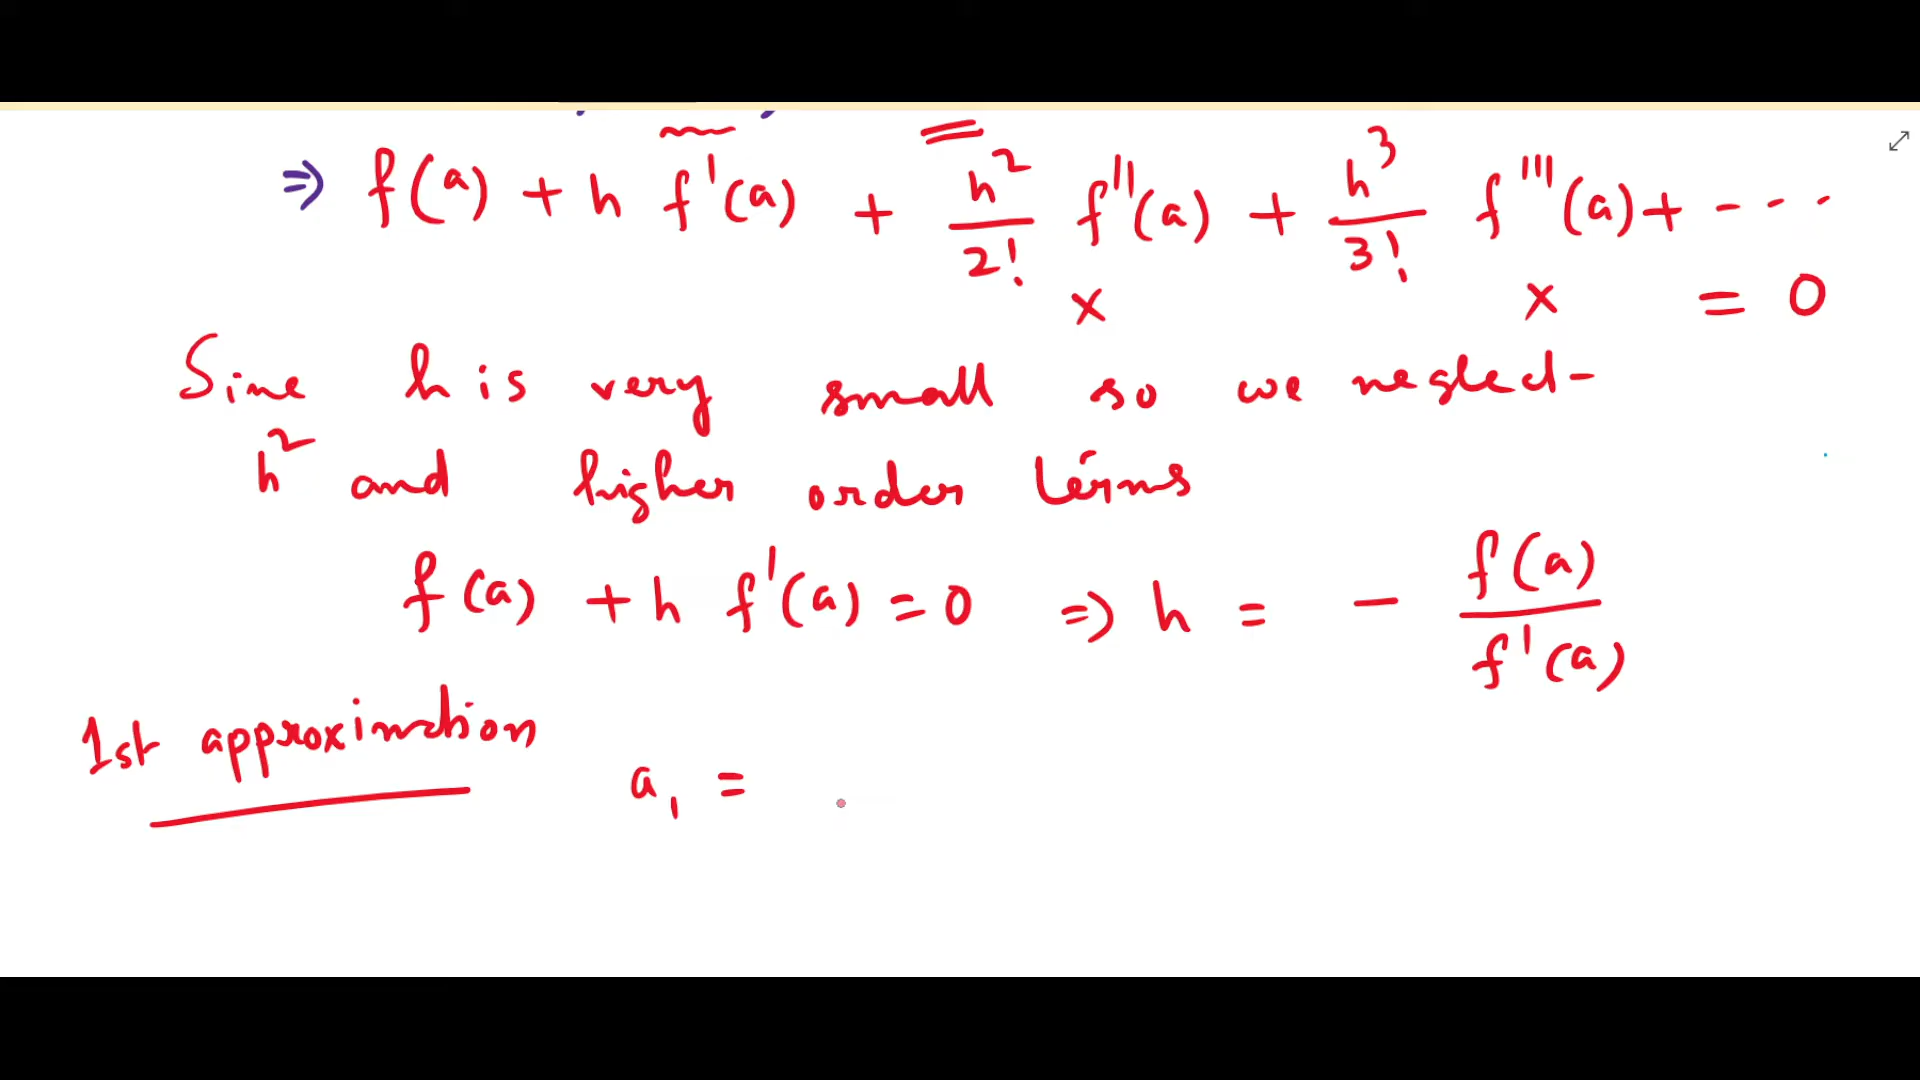 ⇒ f(a) + h f'(a) + h²/2! f''(a) + h³/3! f'''(a) + - - -
x x = 0
Sine h is very small so we neglect
h² and higher order terms
f(a) + h f'(a) = 0 ⇒ h = - f(a)/f'(a)
1st approximation
a₁ =